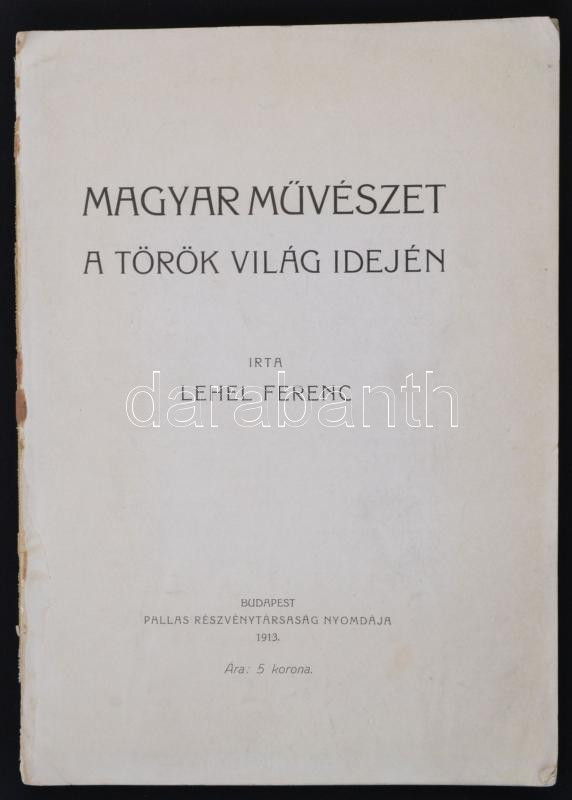 MAGYAR MŰVÉSZET
A TÖRÖK VILÁG IDEJÉN
IRTA
LEHEL FERENC
darabanth
BUDAPEST
PALLAS RÉSZVÉNYTÁRSASÁG NYOMDÁJA
1913.
Ára: 5 korona.